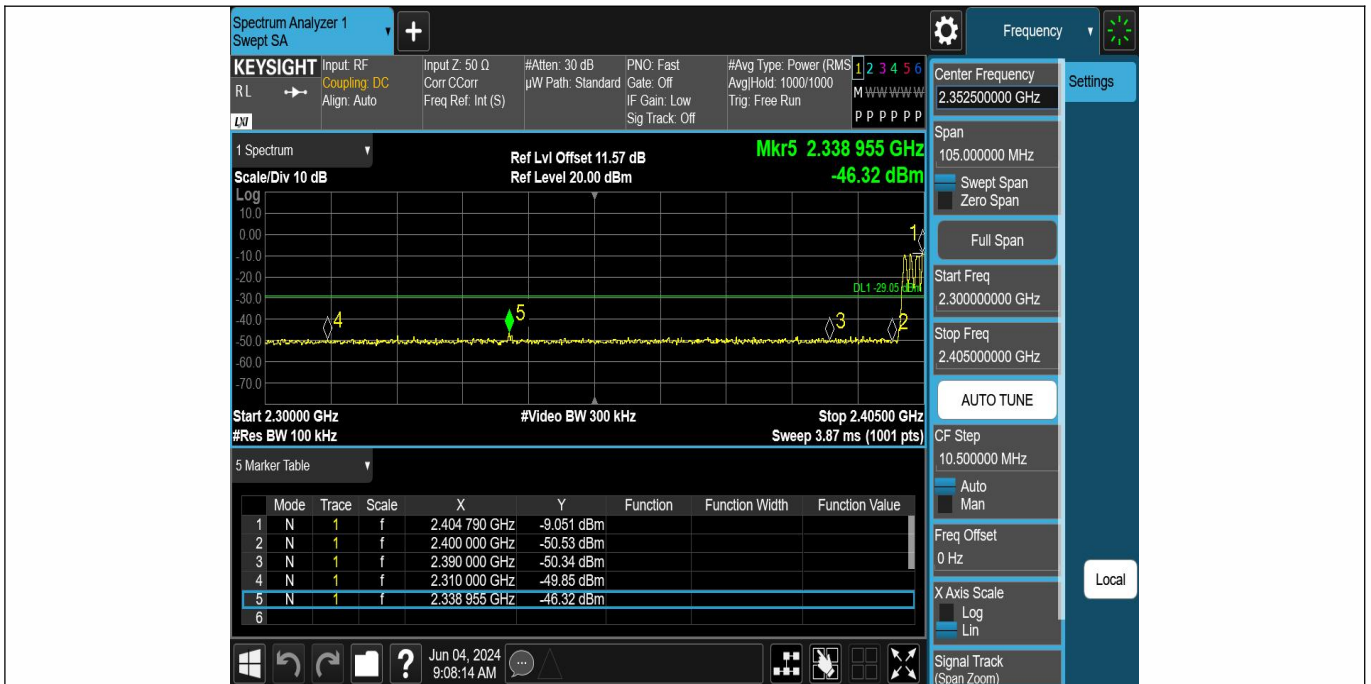 Spectrum Analyzer 1
Swept SA
+
Frequency
KEYSIGHT
RL
LXI
Input: RF
Coupling: DC
Align: Auto
Input Z: 50 Ω
Corr CCorr
Freq Ref: Int (S)
#Atten: 30 dB
µW Path: Standard
PNO: Fast
Gate: Off
IF Gain: Low
Sig Track: Off
#Avg Type: Power (RMS
Avg|Hold: 1000/1000
Trig: Free Run
1 2 3 4 5 6
M W W W W W
P P P P P P
1 Spectrum
Scale/Div 10 dB
Ref Lvl Offset 11.57 dB
Ref Level 20.00 dBm
Mkr5 2.338 955 GHz
-46.32 dBm
Log
10.0
0.00
-10.0
-20.0
-30.0
-40.0
-50.0
-60.0
-70.0
1
DL1 -29.05 dBm
4
5
3
2
Start 2.30000 GHz
#Video BW 300 kHz
Stop 2.40500 GHz
#Res BW 100 kHz
Sweep 3.87 ms (1001 pts)
5 Marker Table
Mode Trace Scale X Y Function Function Width Function Value
1 N 1 f 2.404 790 GHz -9.051 dBm
2 N 1 f 2.400 000 GHz -50.53 dBm
3 N 1 f 2.390 000 GHz -50.34 dBm
4 N 1 f 2.310 000 GHz -49.85 dBm
5 N 1 f 2.338 955 GHz -46.32 dBm
6
?
Jun 04, 2024
9:08:14 AM
Center Frequency
2.352500000 GHz
Settings
Span
105.000000 MHz
Swept Span
Zero Span
Full Span
Start Freq
2.300000000 GHz
Stop Freq
2.405000000 GHz
AUTO TUNE
CF Step
10.500000 MHz
Auto
Man
Freq Offset
0 Hz
Local
X Axis Scale
Log
Lin
Signal Track
(Span Zoom)